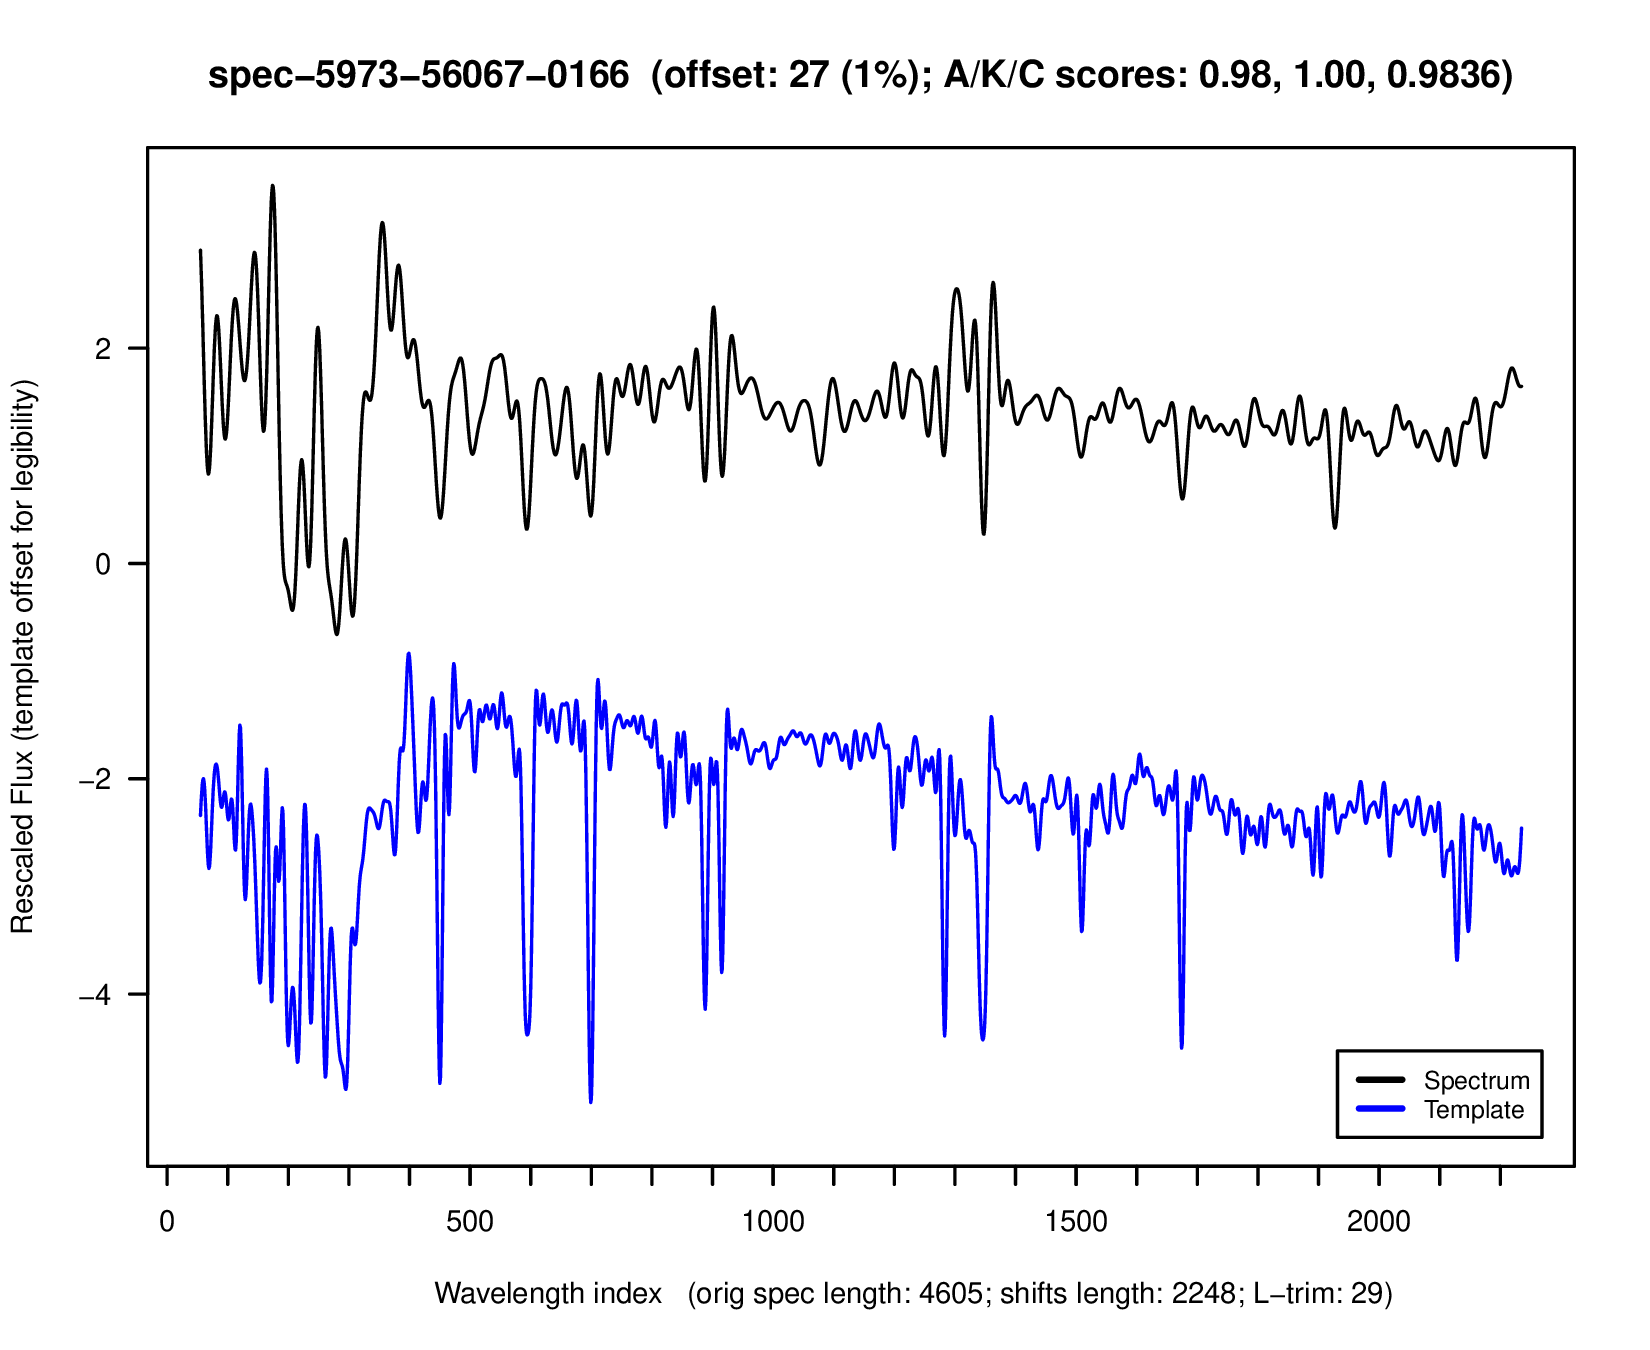 spec−5973−56067−0166 (offset: 27 (1%); A/K/C scores: 0.98, 1.00, 0.9836)
Rescaled Flux (template offset for legibility)
2
0
−2
−4
Spectrum
Template
0 500 1000 1500 2000
Wavelength index (orig spec length: 4605; shifts length: 2248; L−trim: 29)